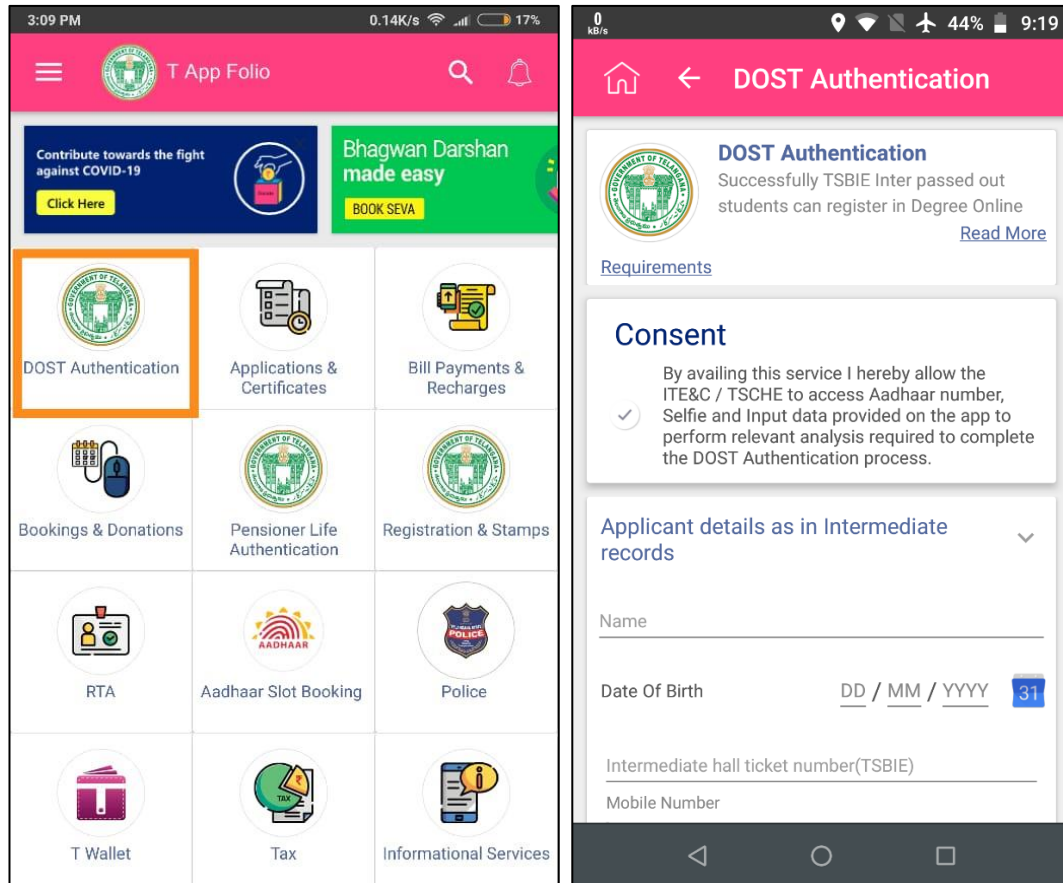 3:09 PM
0.14K/s
17%
T App Folio
Contribute towards the fight
against COVID-19
Click Here
Bhagwan Darshan
made easy
BOOK SEVA
DOST Authentication
Applications &
Certificates
Bill Payments &
Recharges
Bookings & Donations
Pensioner Life
Authentication
Registration & Stamps
AADHAAR
POLICE
RTA
Aadhaar Slot Booking
Police
TAX
T Wallet
Tax
Informational Services
0
kB/s
44%
9:19
DOST Authentication
GOVERNMENT OF TELANGANA
DOST Authentication
Successfully TSBIE Inter passed out
students can register in Degree Online
Read More
Requirements
Consent
By availing this service I hereby allow the
ITE&C / TSCHE to access Aadhaar number,
Selfie and Input data provided on the app to
perform relevant analysis required to complete
the DOST Authentication process.
Applicant details as in Intermediate
records
Name
Date Of Birth
DD / MM / YYYY
31
Intermediate hall ticket number(TSBIE)
Mobile Number